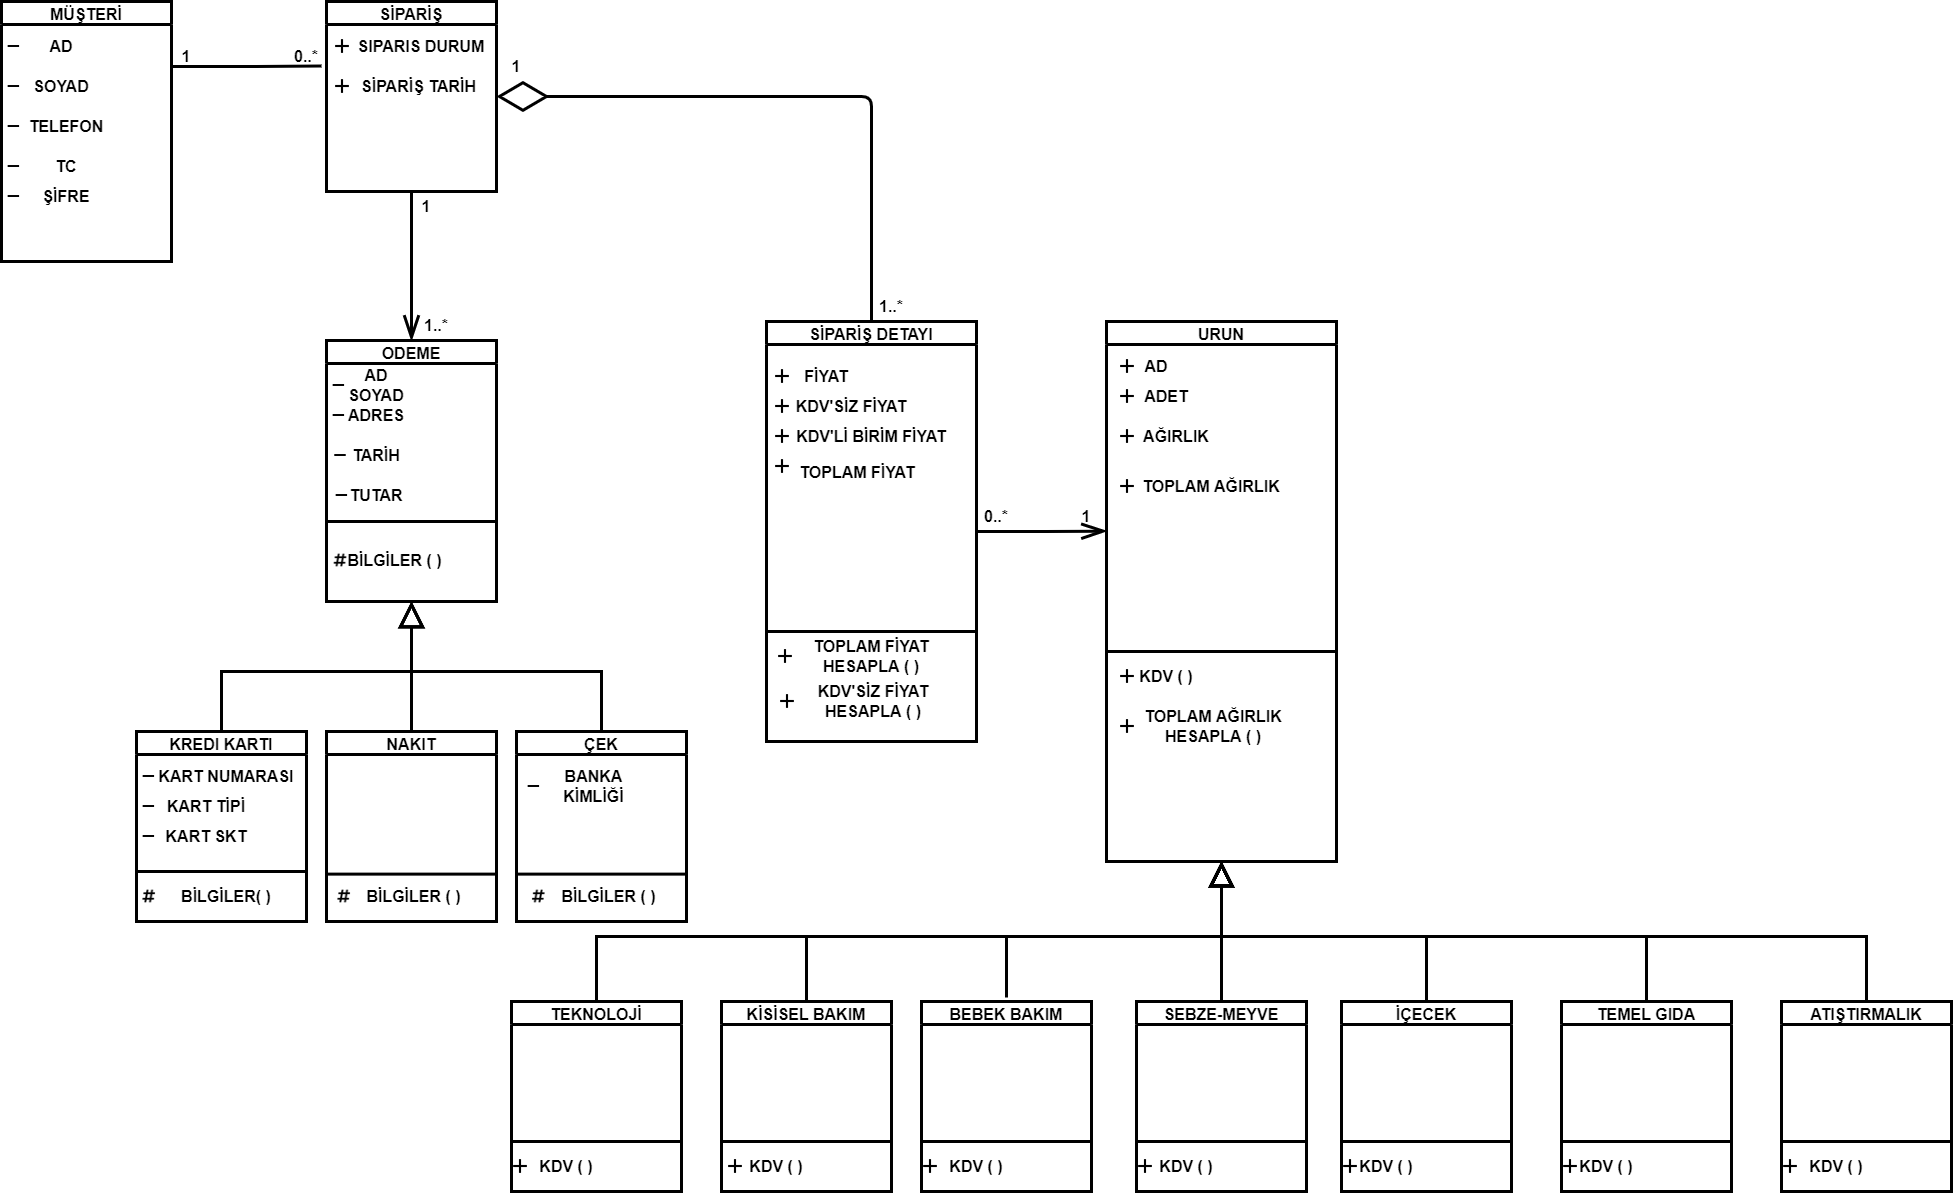 MÜŞTERİ
− AD
− SOYAD
− TELEFON
− TC
− ŞİFRE
1
0..*
SİPARİŞ
+ SIPARIS DURUM
+ SİPARİŞ TARİH
1
1
1..*
1..*
ODEME
− AD
SOYAD
− ADRES
− TARİH
− TUTAR
#BİLGİLER ( )
SİPARİŞ DETAYI
+ FİYAT
+ KDV'SİZ FİYAT
+ KDV'Lİ BİRİM FİYAT
+ TOPLAM FİYAT
+ TOPLAM FİYAT
HESAPLA ( )
+ KDV'SİZ FİYAT
HESAPLA ( )
0..*
1
URUN
+ AD
+ ADET
+ AĞIRLIK
+ TOPLAM AĞIRLIK
+ KDV ( )
+ TOPLAM AĞIRLIK
HESAPLA ( )
KREDI KARTI
− KART NUMARASI
− KART TİPİ
− KART SKT
# BİLGİLER( )
NAKIT
# BİLGİLER ( )
ÇEK
− BANKA
KİMLİĞİ
# BİLGİLER ( )
TEKNOLOJİ
+ KDV ( )
KİSİSEL BAKIM
+ KDV ( )
BEBEK BAKIM
+ KDV ( )
SEBZE-MEYVE
+ KDV ( )
İÇECEK
+KDV ( )
TEMEL GIDA
+KDV ( )
ATIŞTIRMALIK
+ KDV ( )